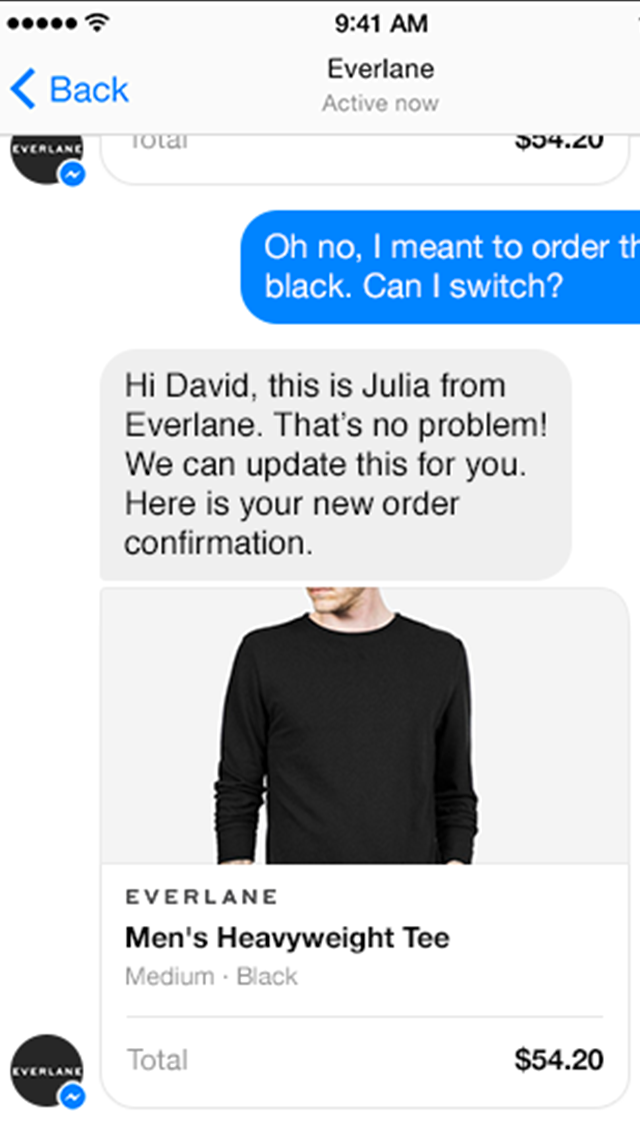 9:41 AM
Back
Everlane
Active now
EVERLANE
Total
$54.20
Oh no, I meant to order
black. Can I switch?
Hi David, this is Julia from
Everlane. That’s no problem!
We can update this for you.
Here is your new order
confirmation.
EVERLANE
Men's Heavyweight Tee
Medium · Black
Total
$54.20
EVERLANE